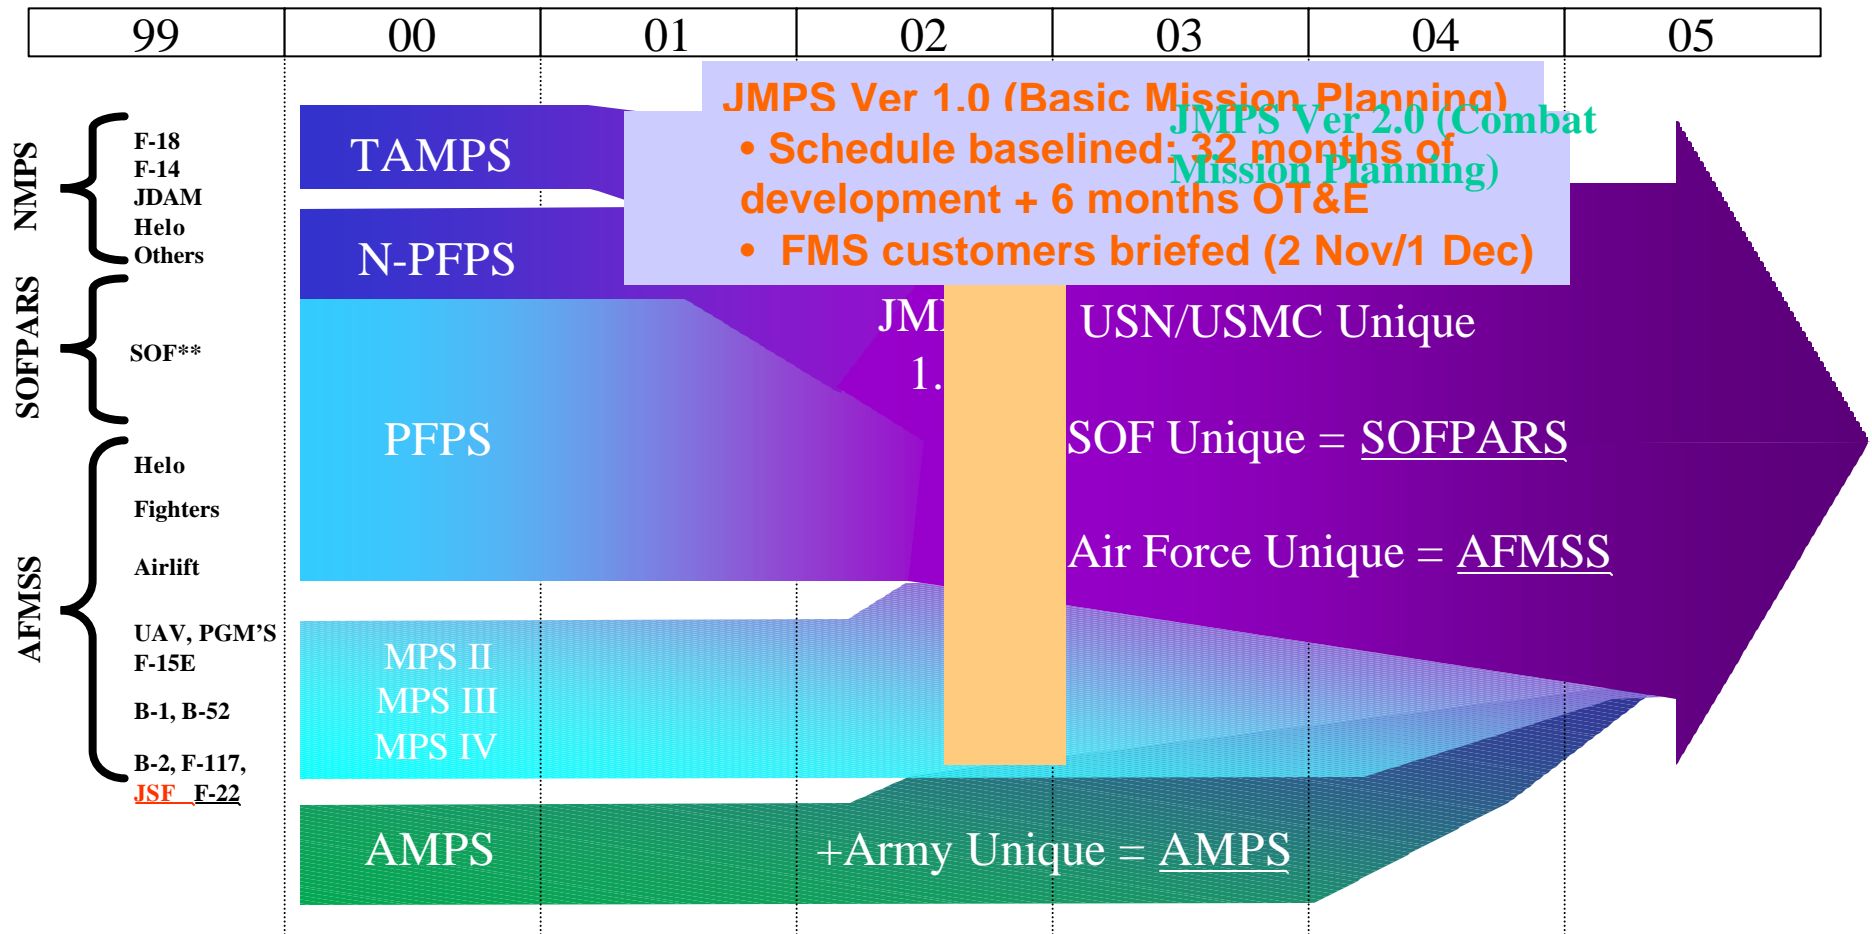 99 00 01 02 03 04 05
JMPS Ver 1.0 (Basic Mission Planning)
• Schedule baselined: 32 months of
development + 6 months OT&E
• FMS customers briefed (2 Nov/1 Dec)
JMPS Ver 2.0 (Combat
Mission Planning)
NMPS
F-18
F-14
JDAM
Helo
Others
SOFPARS
SOF**
AFMSS
Helo
Fighters
Airlift
UAV, PGM'S
F-15E
B-1, B-52
B-2, F-117,
JSF F-22
TAMPS
N-PFPS
PFPS
MPS II
MPS III
MPS IV
AMPS
JM
1.
USN/USMC Unique
SOF Unique = SOFPARS
Air Force Unique = AFMSS
+Army Unique = AMPS